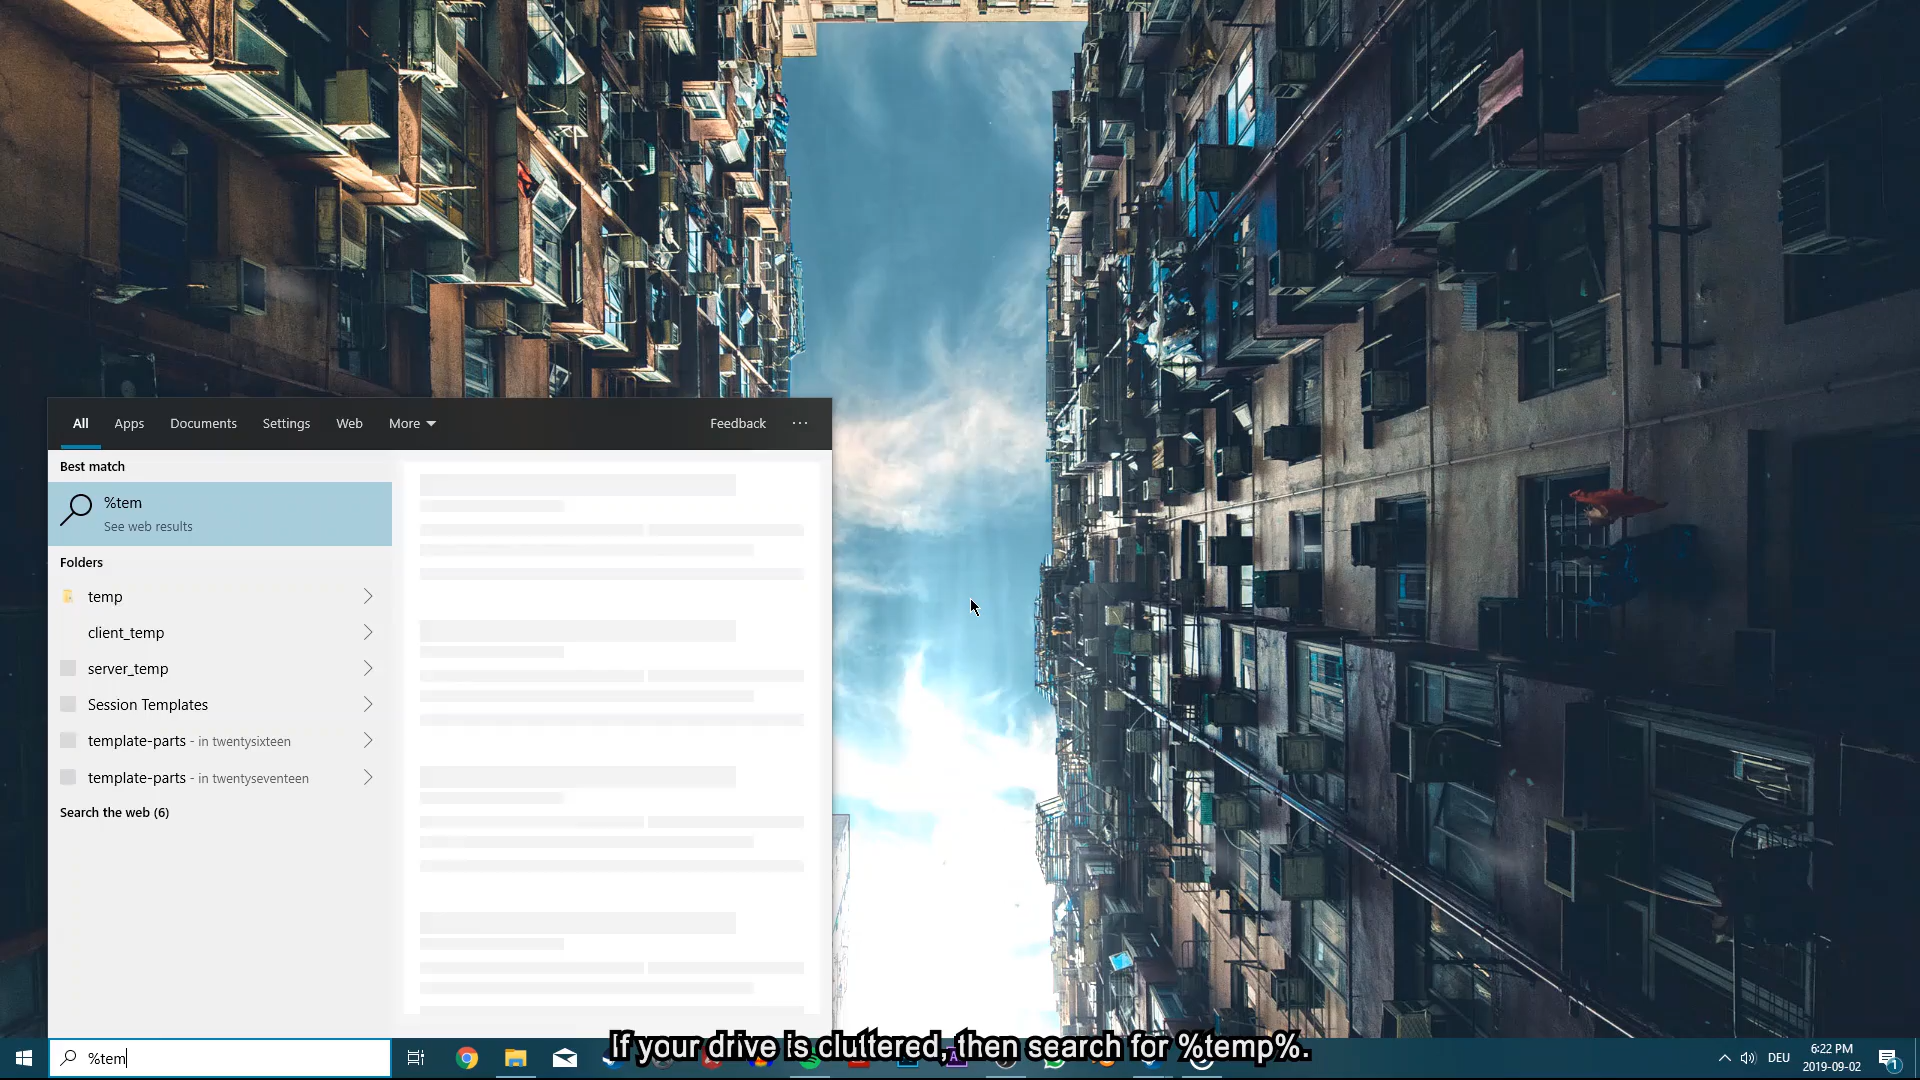 All Apps Documents Settings Web More Feedback ...
Best match
%tem
See web results
Folders
temp
client_temp
server_temp
Session Templates
template-parts - in twentysixteen
template-parts - in twentyseventeen
Search the web (6)
If your drive is cluttered, then search for %temp%.
%tem
DEU
6:22 PM
2019-09-02
1